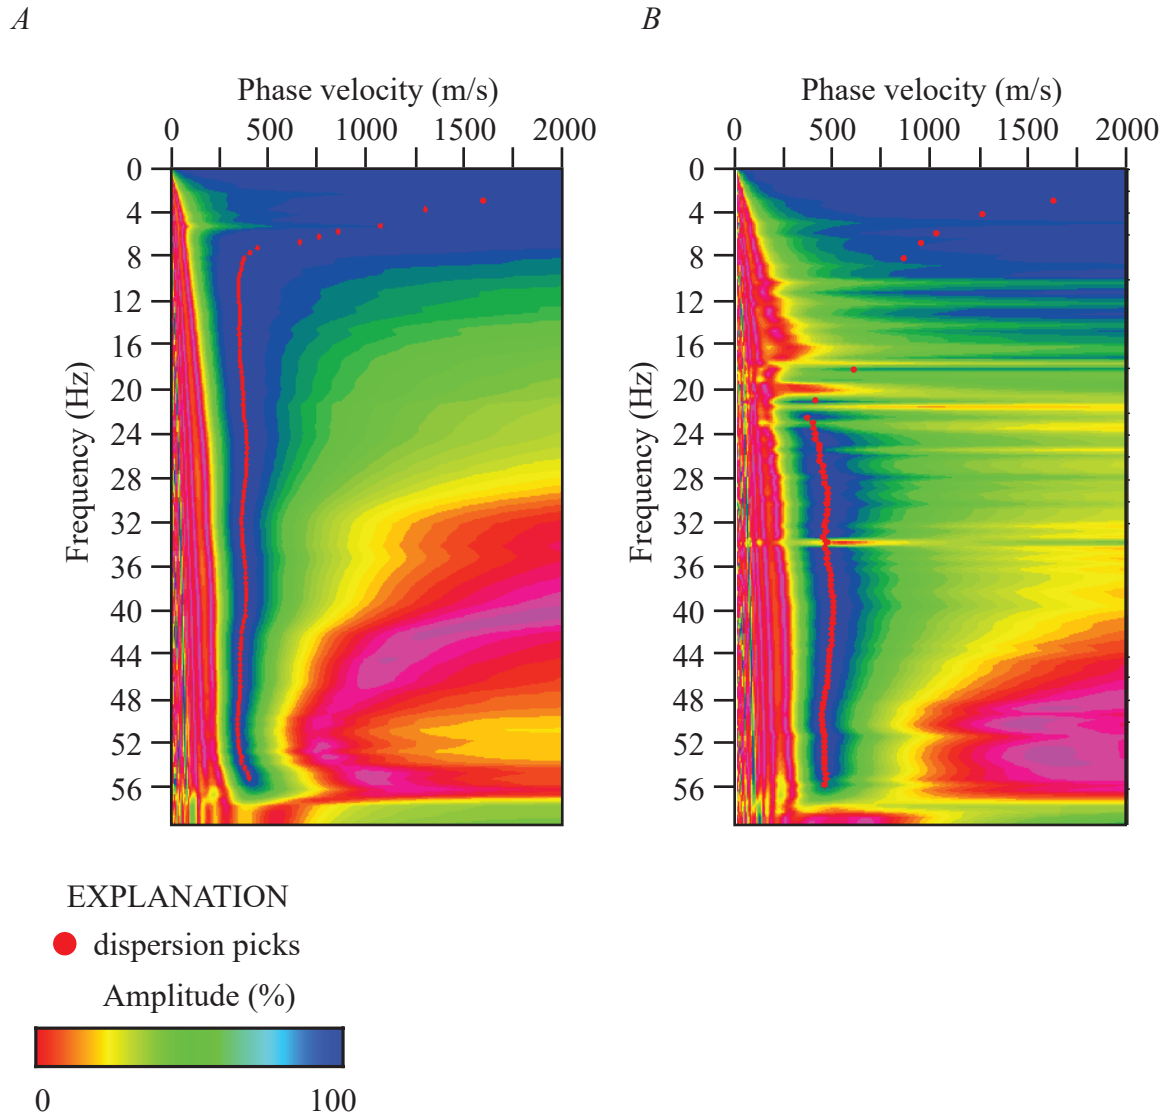 A
B
Phase velocity (m/s)
Phase velocity (m/s)
0 500 1000 1500 2000
0 500 1000 1500 2000
Frequency (Hz)
0
4
8
12
16
20
24
28
32
36
40
44
48
52
56
Frequency (Hz)
0
4
8
12
16
20
24
28
32
36
40
44
48
52
56
EXPLANATION
dispersion picks
Amplitude (%)
0 100